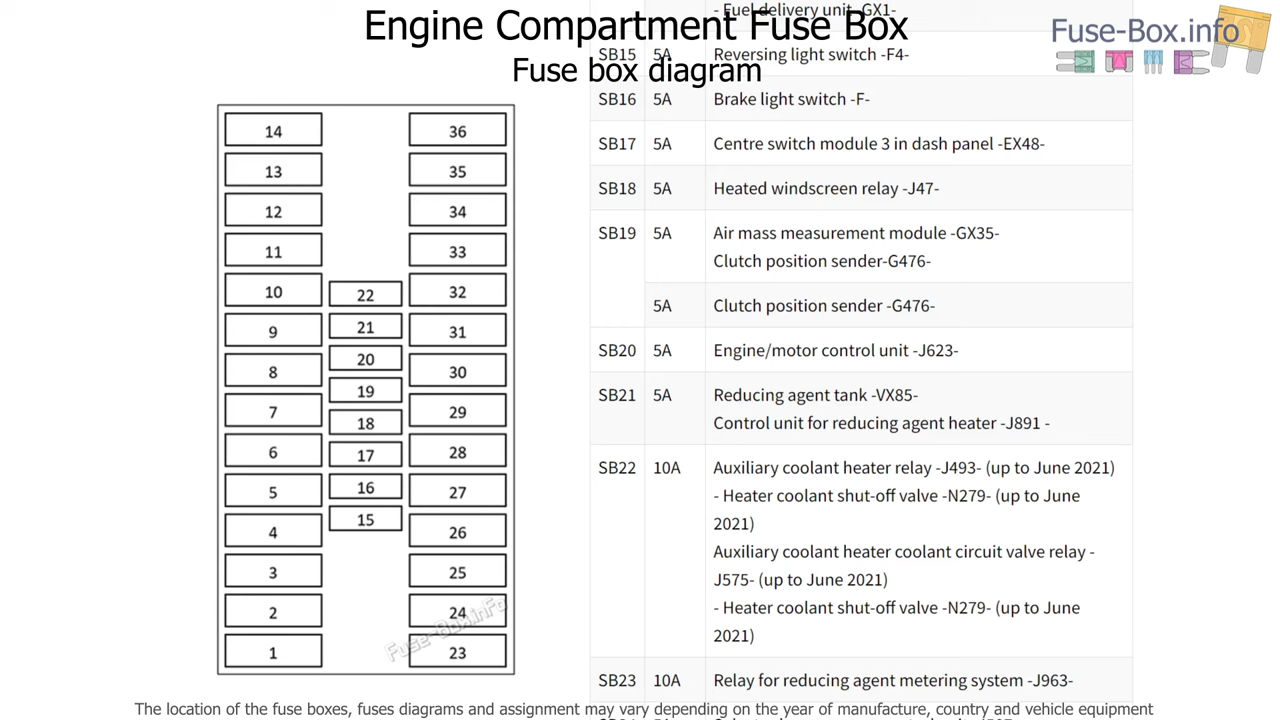 Engine Compartment Fuse Box
Fuse box diagram
Fuse-Box.info
- Fuel delivery unit -GX1-
SB15 5A Reversing light switch -F4-
SB16 5A Brake light switch -F-
SB17 5A Centre switch module 3 in dash panel -EX48-
SB18 5A Heated windscreen relay -J47-
SB19 5A Air mass measurement module -GX35-
Clutch position sender-G476-
5A Clutch position sender -G476-
SB20 5A Engine/motor control unit -J623-
SB21 5A Reducing agent tank -VX85-
Control unit for reducing agent heater -J891 -
SB22 10A Auxiliary coolant heater relay -J493- (up to June 2021)
- Heater coolant shut-off valve -N279- (up to June
2021)
Auxiliary coolant heater coolant circuit valve relay -
J575- (up to June 2021)
- Heater coolant shut-off valve -N279- (up to June
2021)
SB23 10A Relay for reducing agent metering system -J963-
14 36
13 35
12 34
11 33
10 22 32
9 21 31
8 20 30
7 19 29
18
6 17 28
5 16 27
4 15 26
3 25
2 24
1 23
Fuse-Box.info
The location of the fuse boxes, fuses diagrams and assignment may vary depending on the year of manufacture, country and vehicle equipment